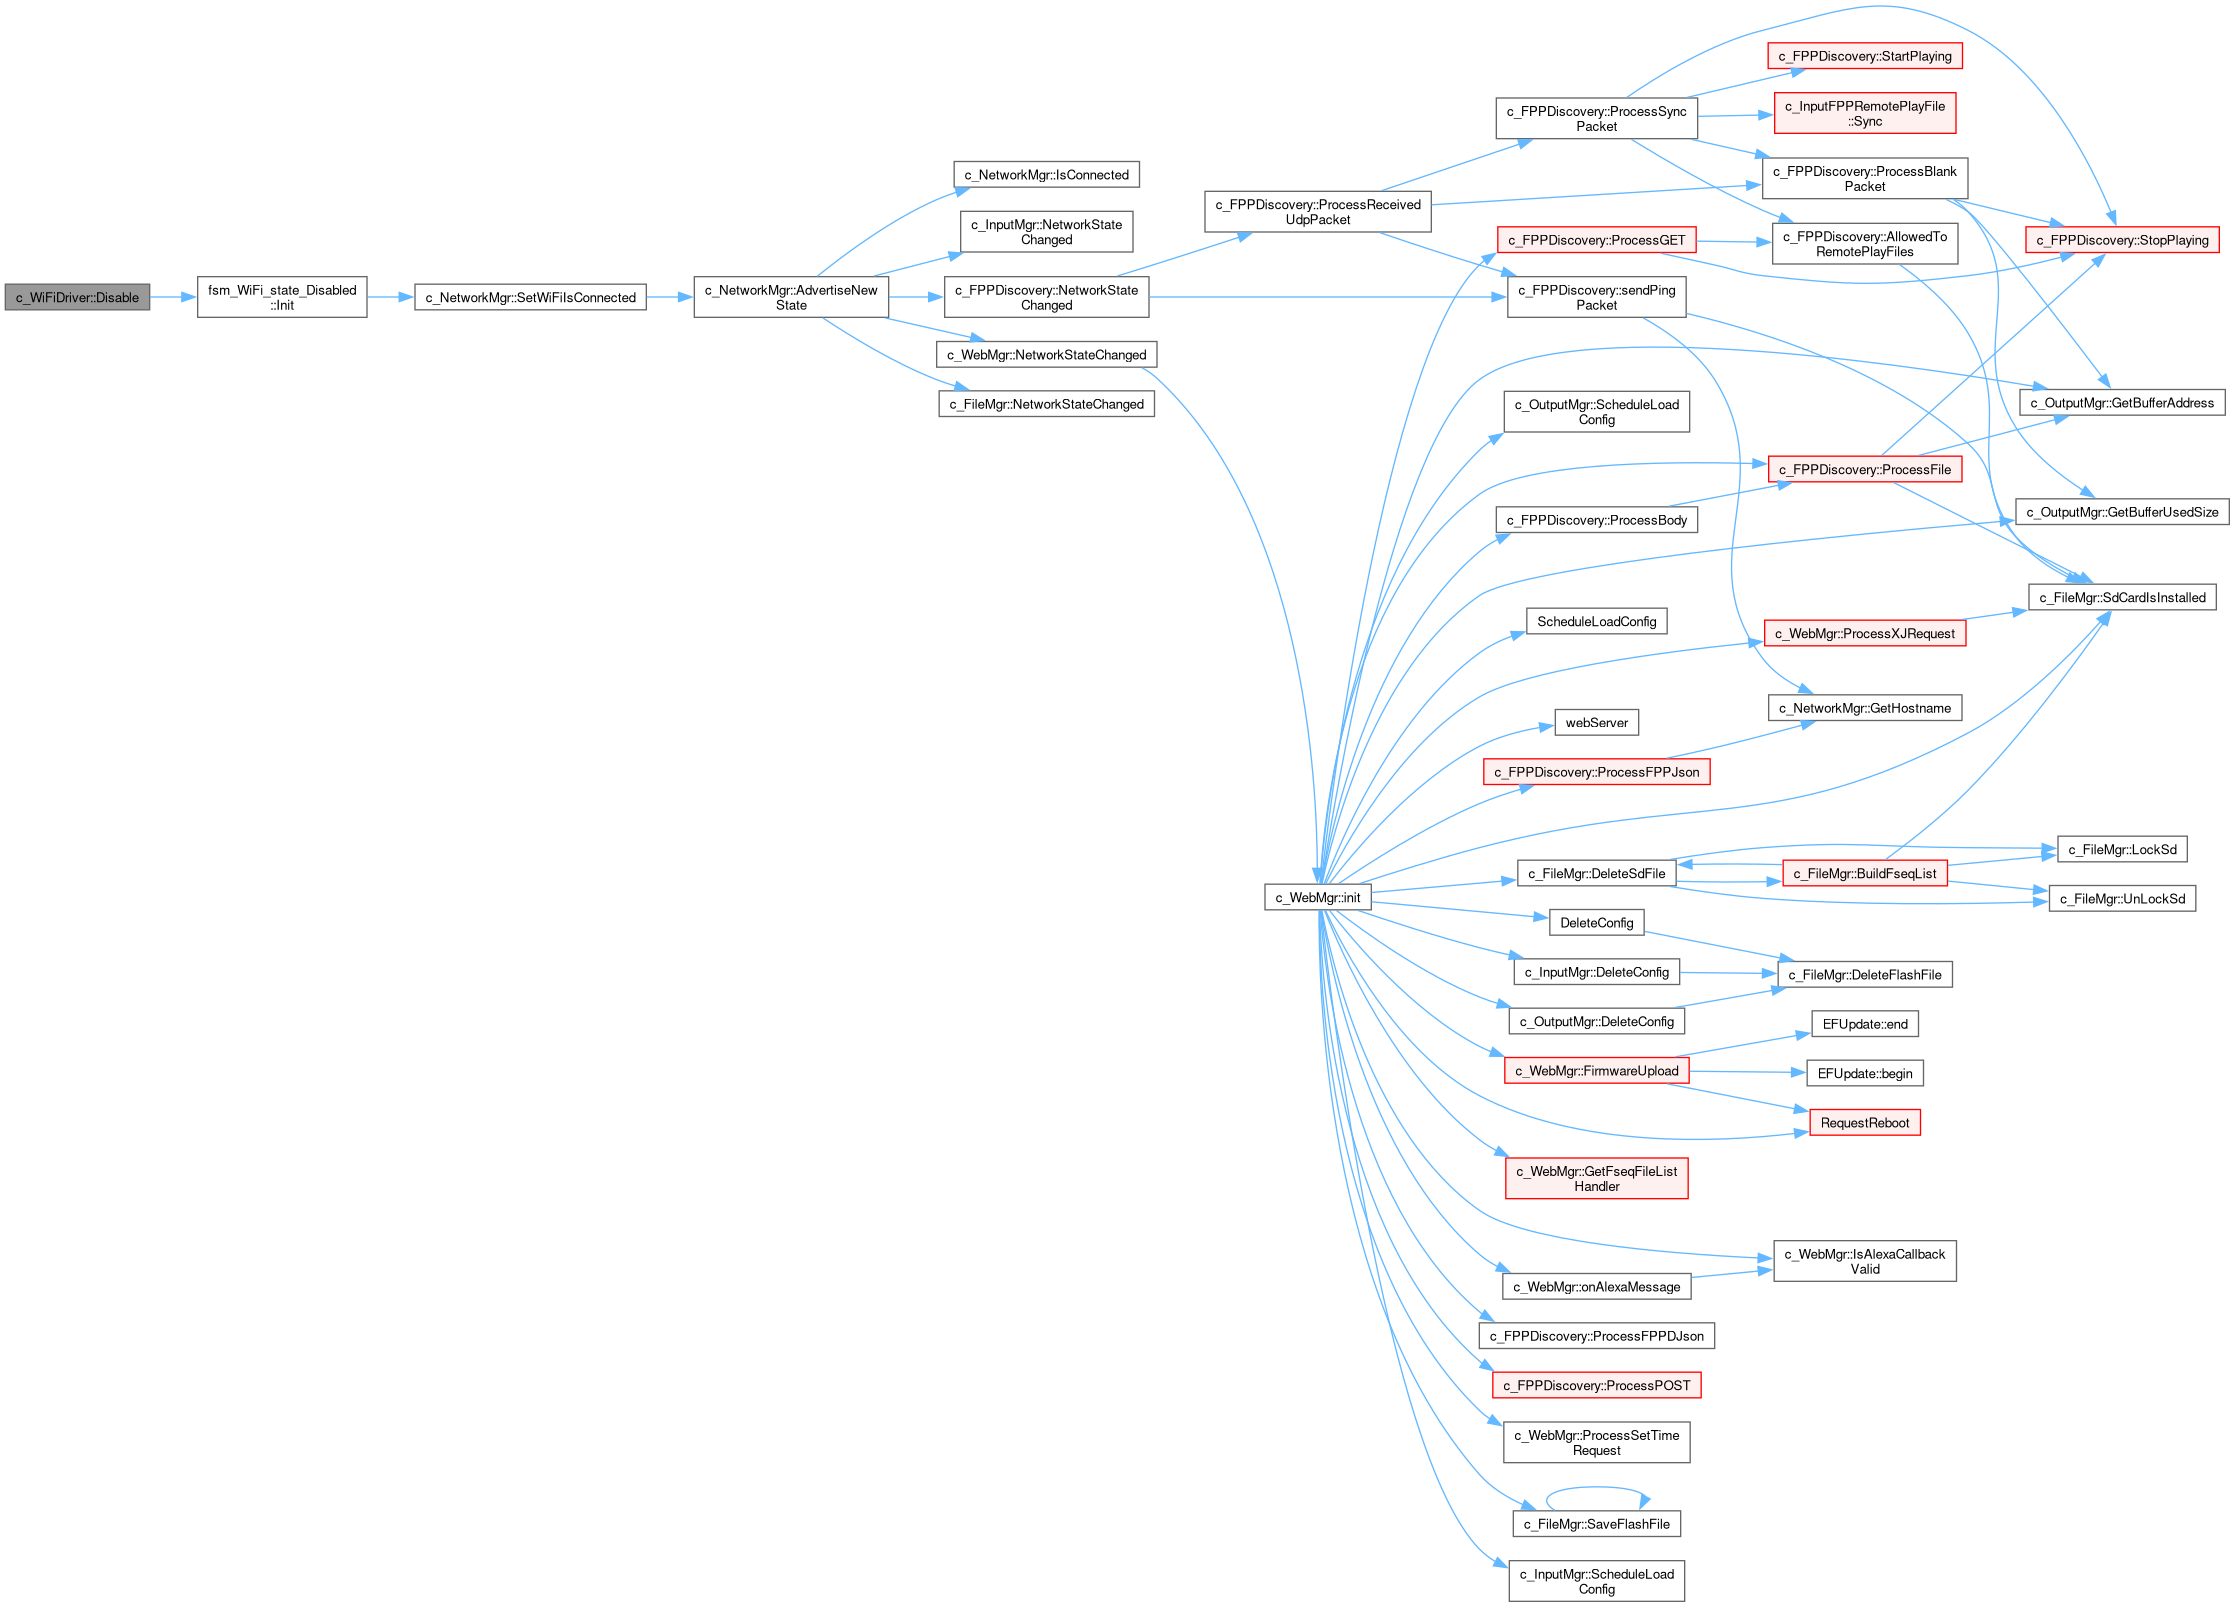 c_WiFiDriver::Disable
fsm_WiFi_state_Disabled
::Init
c_NetworkMgr::SetWiFiIsConnected
c_NetworkMgr::AdvertiseNew
State
c_NetworkMgr::IsConnected
c_InputMgr::NetworkState
Changed
c_FPPDiscovery::NetworkState
Changed
c_WebMgr::NetworkStateChanged
c_FileMgr::NetworkStateChanged
c_FPPDiscovery::ProcessReceived
UdpPacket
c_WebMgr::init
c_FPPDiscovery::ProcessSync
Packet
c_FPPDiscovery::ProcessGET
c_FPPDiscovery::sendPing
Packet
c_OutputMgr::ScheduleLoad
Config
c_FPPDiscovery::ProcessBody
ScheduleLoadConfig
webServer
c_FPPDiscovery::ProcessFPPJson
c_FileMgr::DeleteSdFile
DeleteConfig
c_InputMgr::DeleteConfig
c_OutputMgr::DeleteConfig
c_WebMgr::FirmwareUpload
c_WebMgr::GetFseqFileList
Handler
c_WebMgr::onAlexaMessage
c_FPPDiscovery::ProcessFPPDJson
c_FPPDiscovery::ProcessPOST
c_WebMgr::ProcessSetTime
Request
c_FileMgr::SaveFlashFile
c_InputMgr::ScheduleLoad
Config
c_FPPDiscovery::StartPlaying
c_InputFPPRemotePlayFile
::Sync
c_FPPDiscovery::ProcessBlank
Packet
c_FPPDiscovery::AllowedTo
RemotePlayFiles
c_FPPDiscovery::ProcessFile
c_WebMgr::ProcessXJRequest
c_NetworkMgr::GetHostname
c_FileMgr::BuildFseqList
c_FileMgr::DeleteFlashFile
EFUpdate::end
EFUpdate::begin
RequestReboot
c_WebMgr::IsAlexaCallback
Valid
c_FPPDiscovery::StopPlaying
c_OutputMgr::GetBufferAddress
c_OutputMgr::GetBufferUsedSize
c_FileMgr::SdCardIsInstalled
c_FileMgr::LockSd
c_FileMgr::UnLockSd